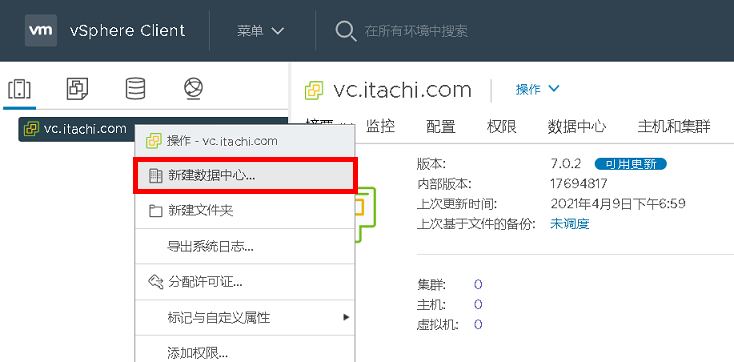 vm vSphere Client 菜单 在所有环境中搜索
vc.itachi.com 操作
vc.itachi.com
摘要 监控 配置 权限 数据中心 主机和集群
操作 - vc.itachi.com
新建数据中心...
新建文件夹
导出系统日志...
分配许可证...
标记与自定义属性
添加权限...
版本: 7.0.2 可用更新
内部版本: 17694817
上次更新时间: 2021年4月9日下午6:59
上次基于文件的备份: 未调度
集群: 0
主机: 0
虚拟机: 0